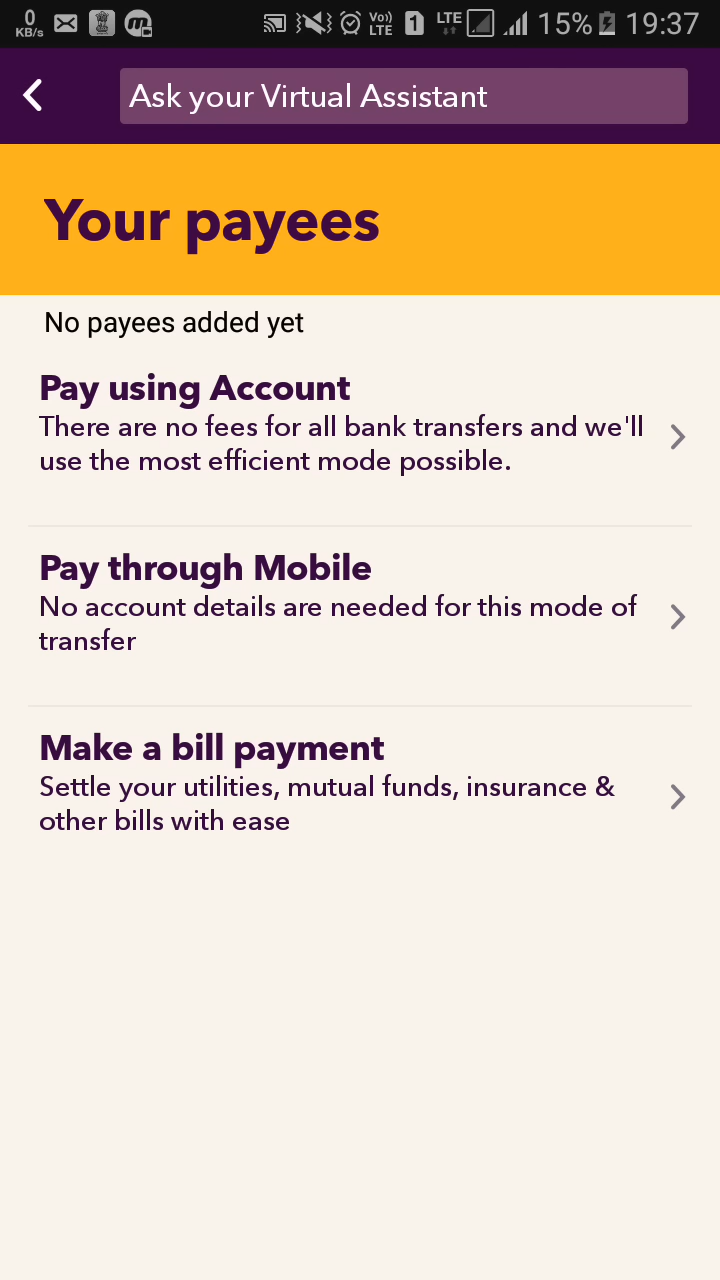 0
KB/s
Vo))
LTE
1
LTE
15%
19:37
Ask your Virtual Assistant
Your payees
No payees added yet
Pay using Account
There are no fees for all bank transfers and we'll
use the most efficient mode possible.
Pay through Mobile
No account details are needed for this mode of
transfer
Make a bill payment
Settle your utilities, mutual funds, insurance &
other bills with ease